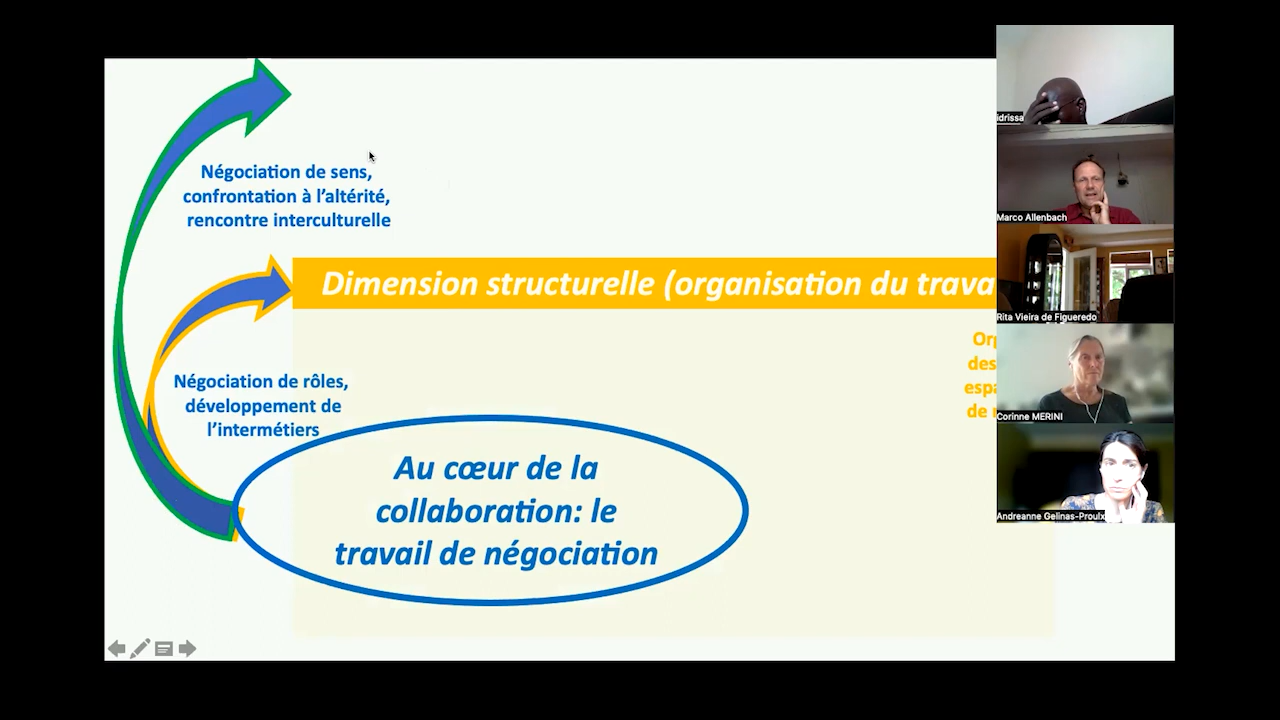 Négociation de sens,
confrontation à l'altérité,
rencontre interculturelle
Dimension structurelle (organisation du
Négociation de rôles,
développement de
l'intermétiers
Au cœur de la
collaboration: le
travail de négociation
des
de
idrissa
Marco Allenbach
Rita Vieira de Figueredo
Corinne MERINI
Andreanne Gelinas-Proulx